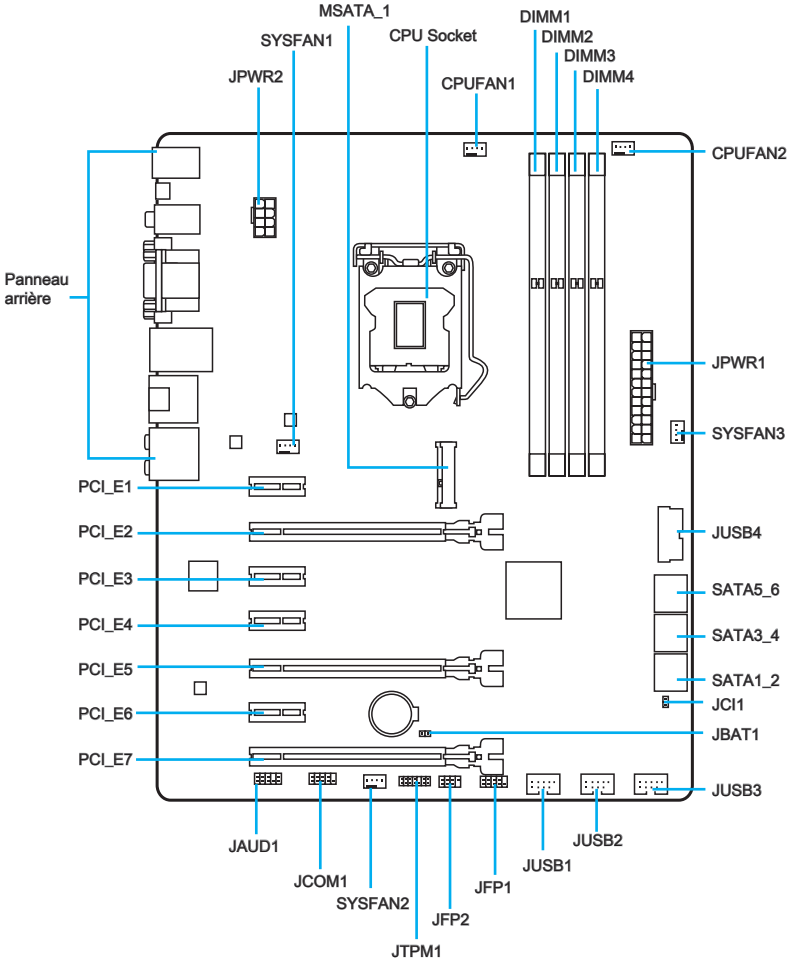 MSATA_1
DIMM1
SYSFAN1
CPU Socket
DIMM2
DIMM3
JPWR2
CPUFAN1
DIMM4
CPUFAN2
Panneau
arrière
JPWR1
SYSFAN3
PCI_E1
PCI_E2
JUSB4
PCI_E3
SATA5_6
PCI_E4
SATA3_4
PCI_E5
SATA1_2
JCI1
PCI_E6
JBAT1
PCI_E7
JUSB3
JAUD1
JUSB2
JUSB1
JCOM1
JFP1
SYSFAN2
JFP2
JTPM1